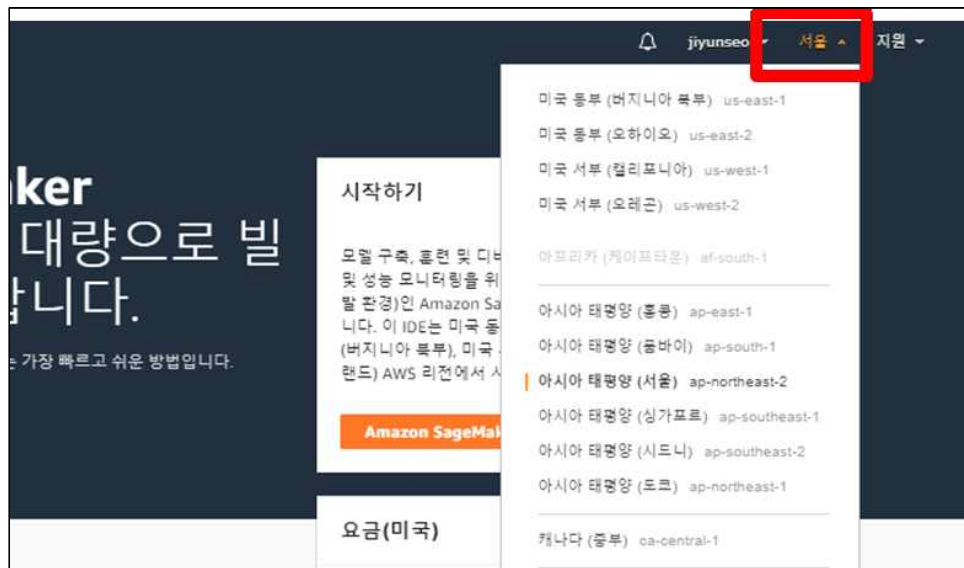 jiyunseo
서울
지원
미국 동부 (버지니아 북부) us-east-1
미국 동부 (오하이오) us-east-2
미국 서부 (캘리포니아) us-west-1
미국 서부 (오레곤) us-west-2
아프리카 (케이프타운) af-south-1
아시아 태평양 (홍콩) ap-east-1
아시아 태평양 (뭄바이) ap-south-1
아시아 태평양 (서울) ap-northeast-2
아시아 태평양 (싱가포르) ap-southeast-1
아시아 태평양 (시드니) ap-southeast-2
아시아 태평양 (도쿄) ap-northeast-1
캐나다 (중부) ca-central-1
ker
대량으로 빌
합니다.
는 가장 빠르고 쉬운 방법입니다.
시작하기
모델 구축, 훈련 및 디버
및 성능 모니터링을 위
발 환경)인 Amazon Sa
니다. 이 IDE는 미국 동
(버지니아 북부), 미국
랜드) AWS 리전에서 사
Amazon SageMak
요금(미국)